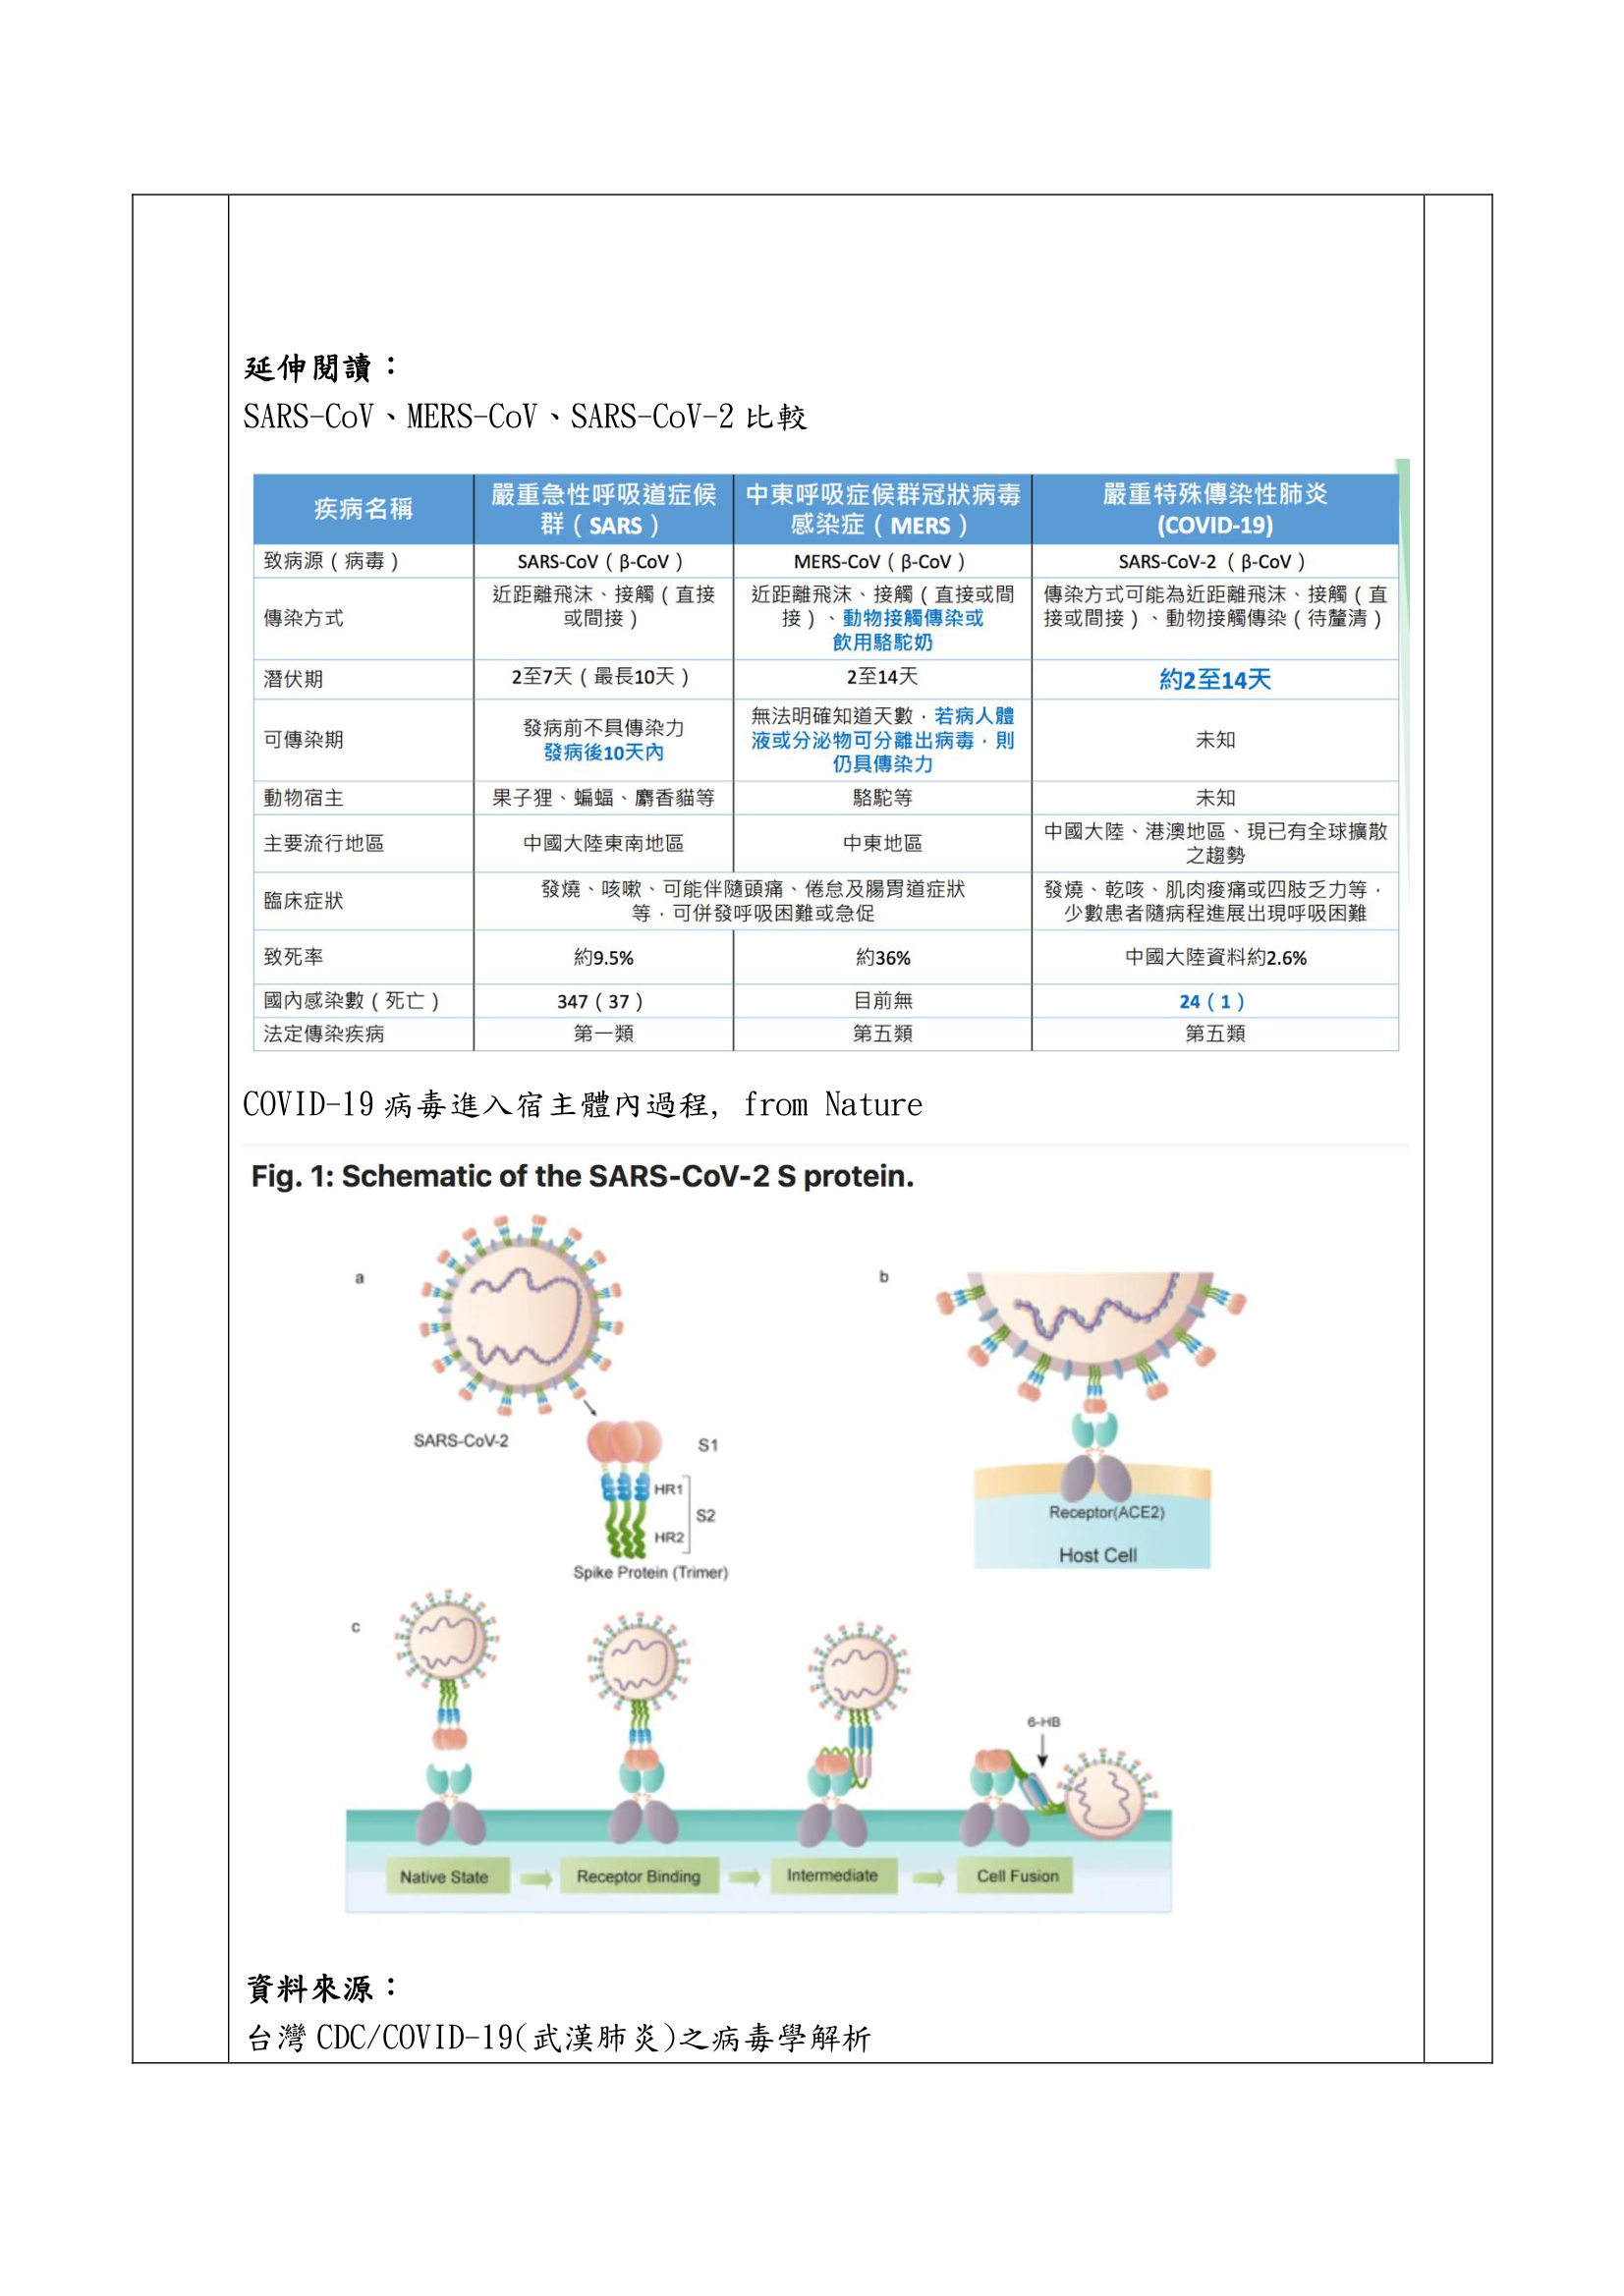 延伸閱讀：
SARS-CoV、MERS-CoV、SARS-CoV-2 比較
疾病名稱
嚴重急性呼吸道症候
群（SARS）
中東呼吸症候群冠狀病毒
感染症（MERS）
嚴重特殊傳染性肺炎
(COVID-19)
致病源（病毒）
SARS-CoV（β-CoV）
MERS-CoV（β-CoV）
SARS-CoV-2 （β-CoV）
傳染方式
近距離飛沫、接觸（直接
或間接）
近距離飛沫、接觸（直接或間
接）、動物接觸傳染或
飲用駱駝奶
傳染方式可能為近距離飛沫、接觸（直
接或間接）、動物接觸傳染（待釐清）
潛伏期
2至7天（最長10天）
2至14天
約2至14天
可傳染期
發病前不具傳染力
發病後10天內
無法明確知道天數，若病人體
液或分泌物可分離出病毒，則
仍具傳染力
未知
動物宿主
果子狸、蝙蝠、麝香貓等
駱駝等
未知
主要流行地區
中國大陸東南地區
中東地區
中國大陸、港澳地區、現已有全球擴散
之趨勢
臨床症狀
發燒、咳嗽、可能伴隨頭痛、倦怠及腸胃道症狀
等，可併發呼吸困難或急促
發燒、乾咳、肌肉痠痛或四肢乏力等，
少數患者隨病程進展出現呼吸困難
致死率
約9.5%
約36%
中國大陸資料約2.6%
國內感染數（死亡）
347（37）
目前無
24（1）
法定傳染疾病
第一類
第五類
第五類
COVID-19 病毒進入宿主體內過程, from Nature
Fig. 1: Schematic of the SARS-CoV-2 S protein.
a
b
SARS-CoV-2
S1
HR1
S2
HR2
Spike Protein (Trimer)
Receptor(ACE2)
Host Cell
c
6-HB
Native State
Receptor Binding
Intermediate
Cell Fusion
資料來源：
台灣 CDC/COVID-19(武漢肺炎)之病毒學解析